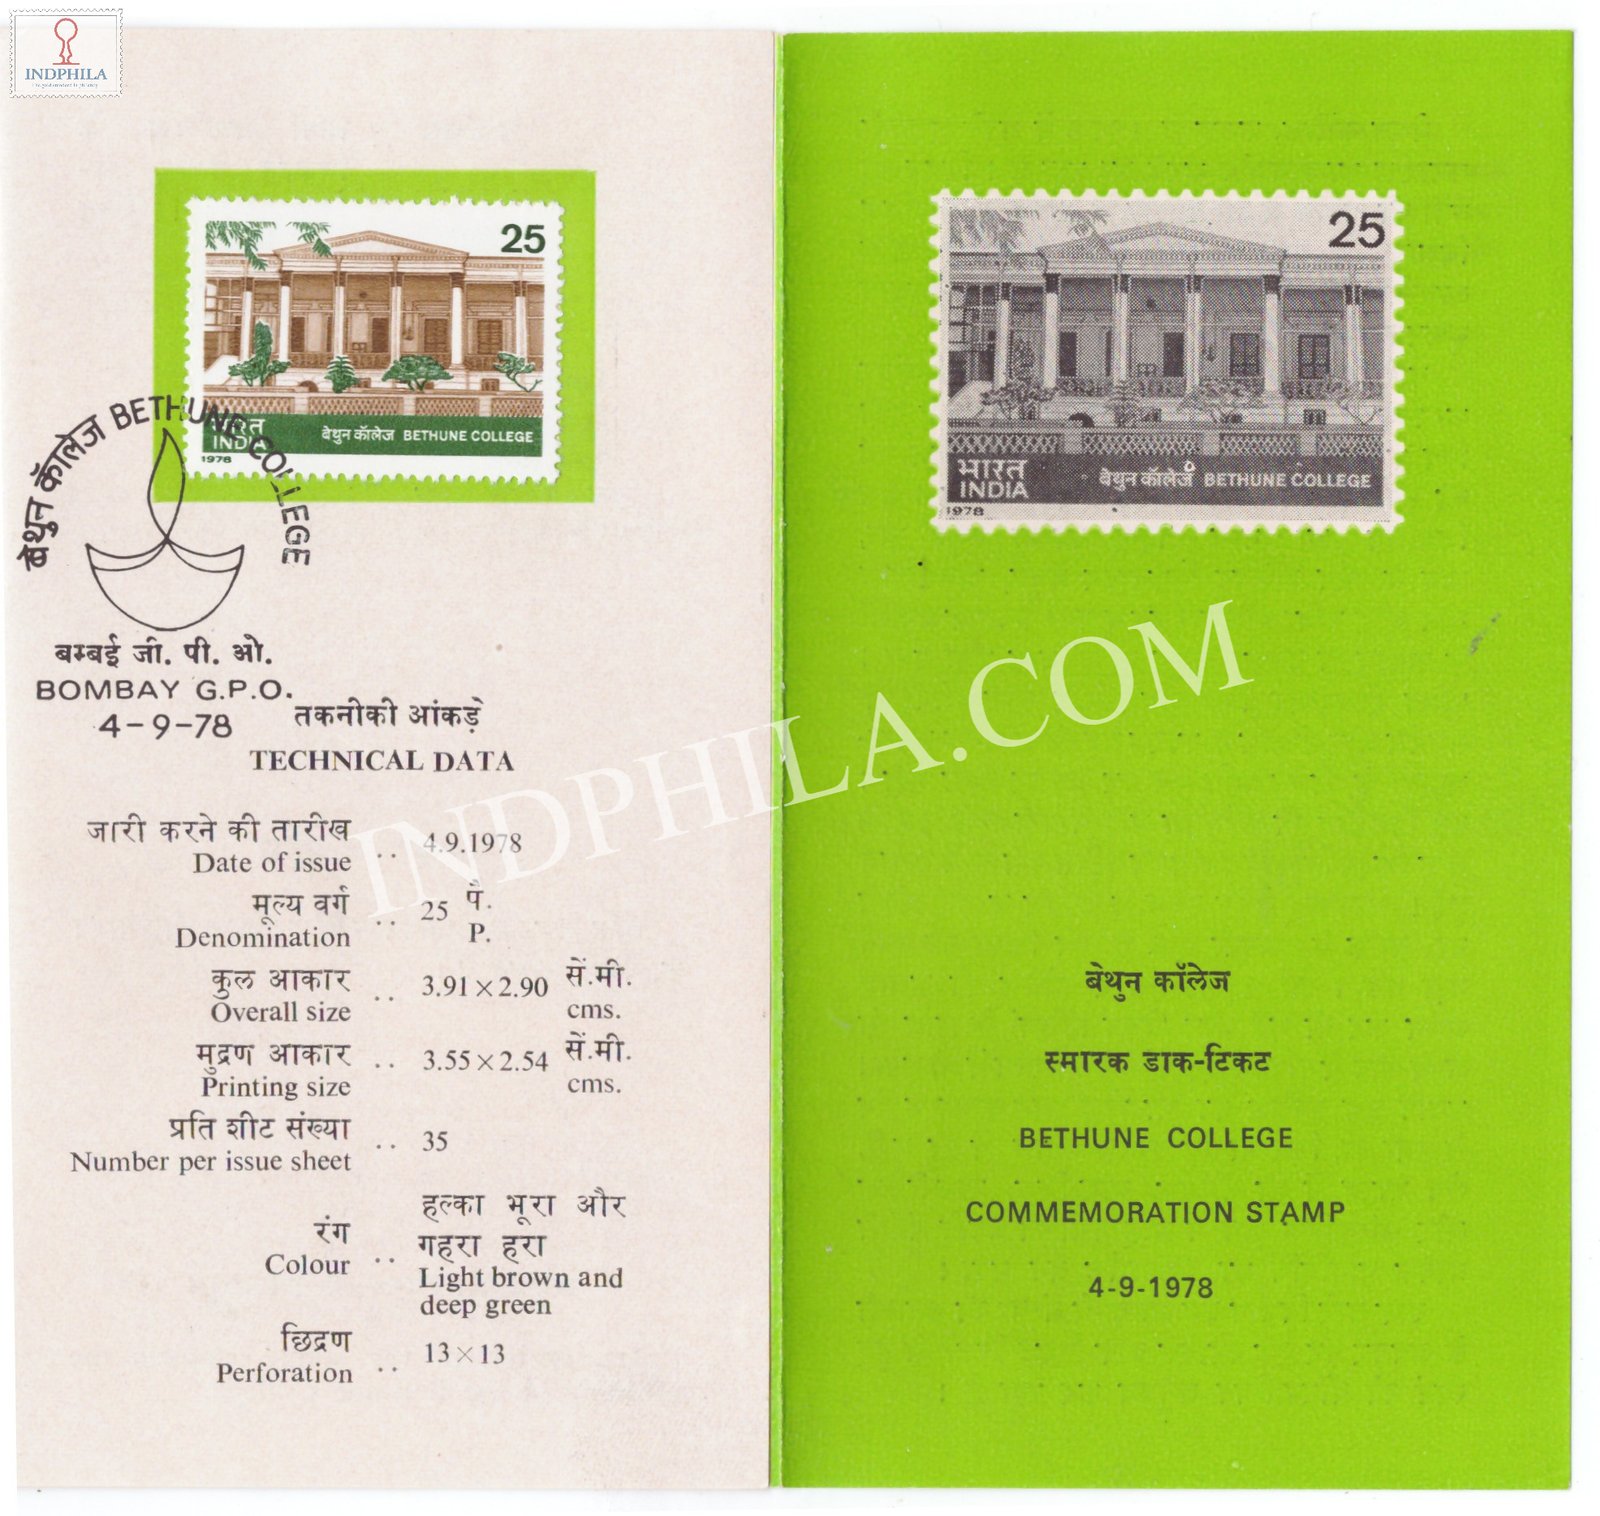 INDPHILA
25
भारत
INDIA
बेथुन कॉलेज BETHUNE COLLEGE
1978
बेथुन कॉलेज BETHUNE COLLEGE
बम्बई जी. पी. ओ.
BOMBAY G.P.O.
4-9-78
तकनीकी आंकड़े
TECHNICAL DATA
जारी करने की तारीख
Date of issue .. 4.9.1978
मूल्य वर्ग
Denomination .. 25 पै. P.
कुल आकार
Overall size .. 3.91 × 2.90 सें.मी. cms.
मुद्रण आकार
Printing size .. 3.55 × 2.54 सें.मी. cms.
प्रति शीट संख्या
Number per issue sheet .. 35
रंग
Colour ..
हल्का भूरा और
गहरा हरा
Light brown and
deep green
छिद्रण
Perforation .. 13 × 13
25
भारत
INDIA
बेथुन कॉलेज BETHUNE COLLEGE
1978
INDPHILA.COM
बेथुन कॉलेज
स्मारक डाक-टिकट
BETHUNE COLLEGE
COMMEMORATION STAMP
4-9-1978